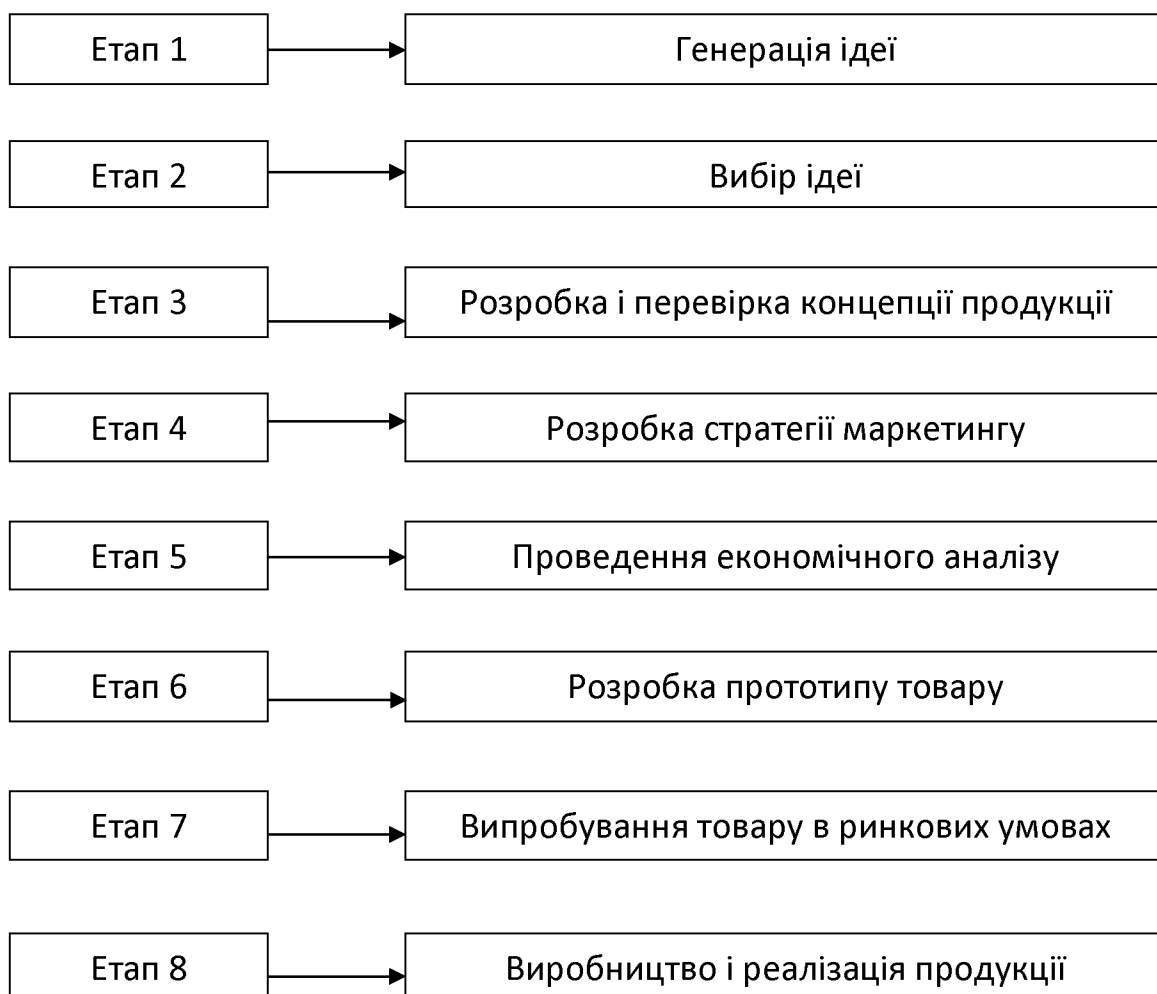 Етап 1
Генерація ідеї
Етап 2
Вибір ідеї
Етап 3
Розробка і перевірка концепції продукції
Етап 4
Розробка стратегії маркетингу
Етап 5
Проведення економічного аналізу
Етап 6
Розробка прототипу товару
Етап 7
Випробування товару в ринкових умовах
Етап 8
Виробництво і реалізація продукції